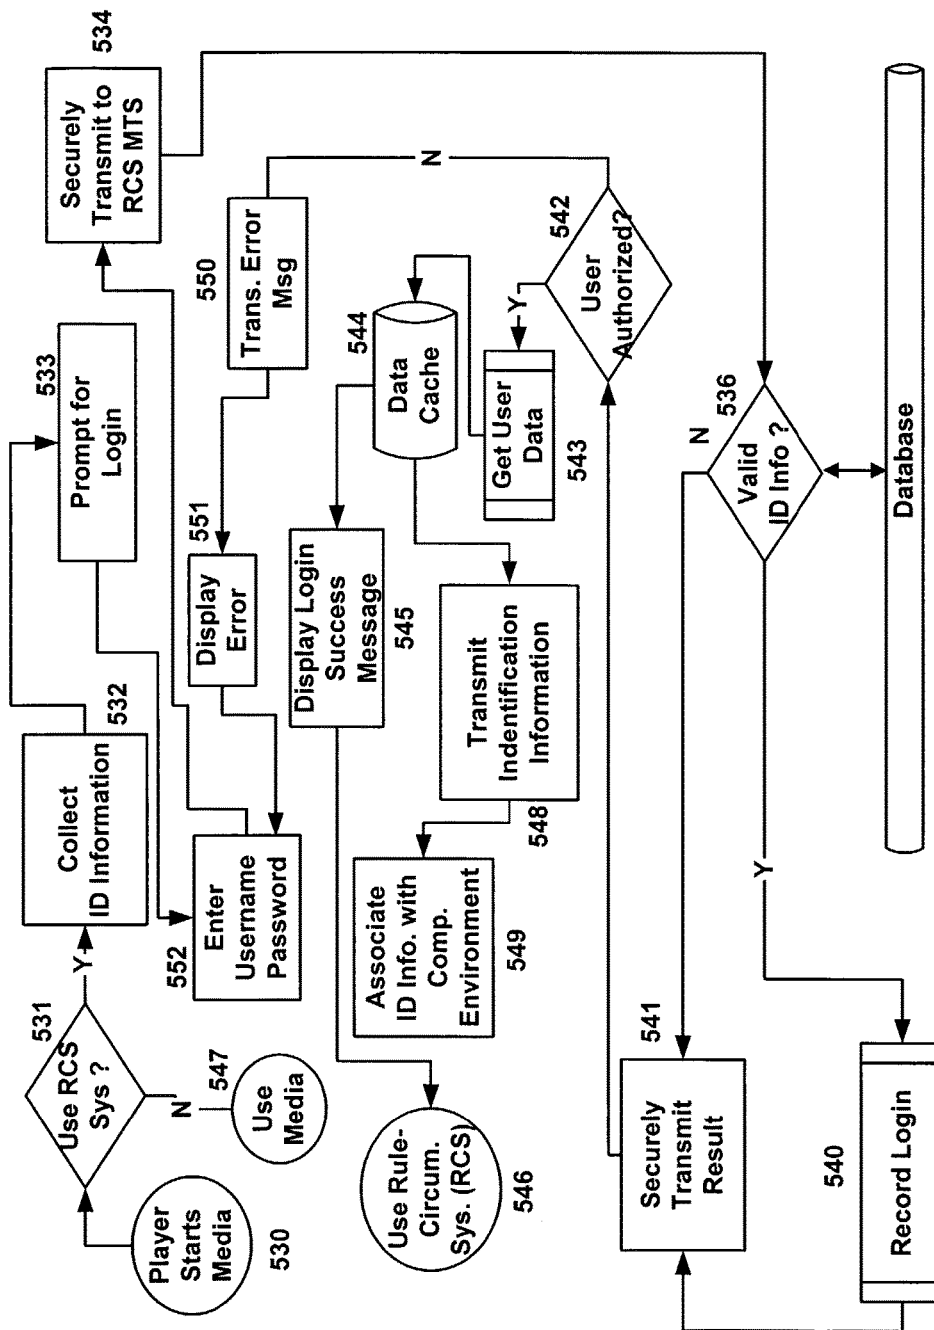 Player
Starts
Media
530
Use RCS
Sys ?
531
Y
N
547
Use
Media
Collect
ID Information
532
Prompt for
Login
533
Securely
Transmit to
RCS MTS
534
552
Enter
Username
Password
Display
Error
551
Trans. Error
Msg
550
N
Use Rule-
Circum.
Sys. (RCS)
546
Associate
ID Info. with
Comp.
Environment
549
Display Login
Success
Message
545
Data
Cache
544
Transmit
Indentification
Information
548
Get User
Data
543
Y
User
Authorized?
542
Securely
Transmit
Result
541
N
536
Valid
ID Info ?
Y
Record Login
540
Database